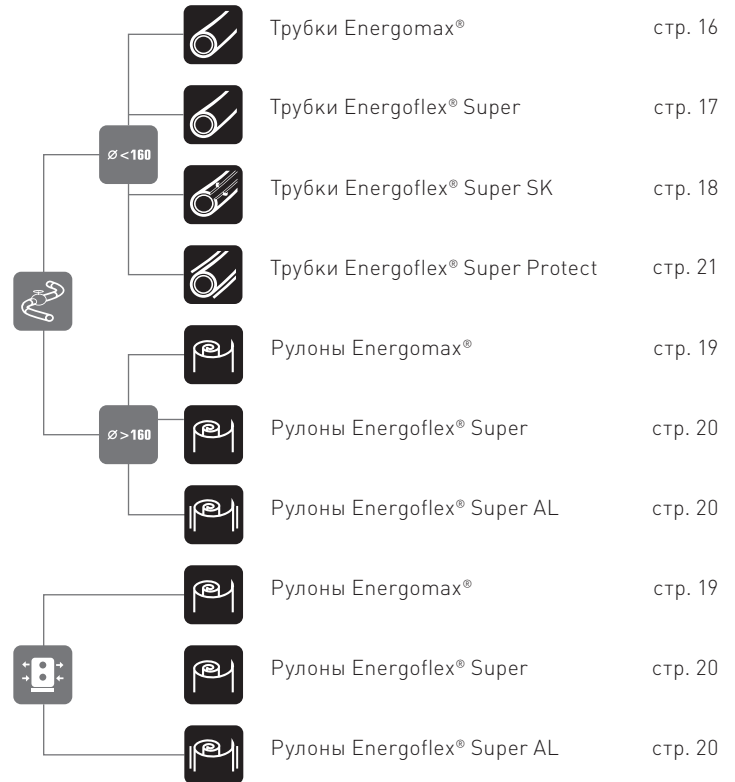 Трубки Energomax® стр. 16
Трубки Energoflex® Super стр. 17
ø<160
Трубки Energoflex® Super SK стр. 18
Трубки Energoflex® Super Protect стр. 21
Рулоны Energomax® стр. 19
ø>160
Рулоны Energoflex® Super стр. 20
Рулоны Energoflex® Super AL стр. 20
Рулоны Energomax® стр. 19
Рулоны Energoflex® Super стр. 20
Рулоны Energoflex® Super AL стр. 20